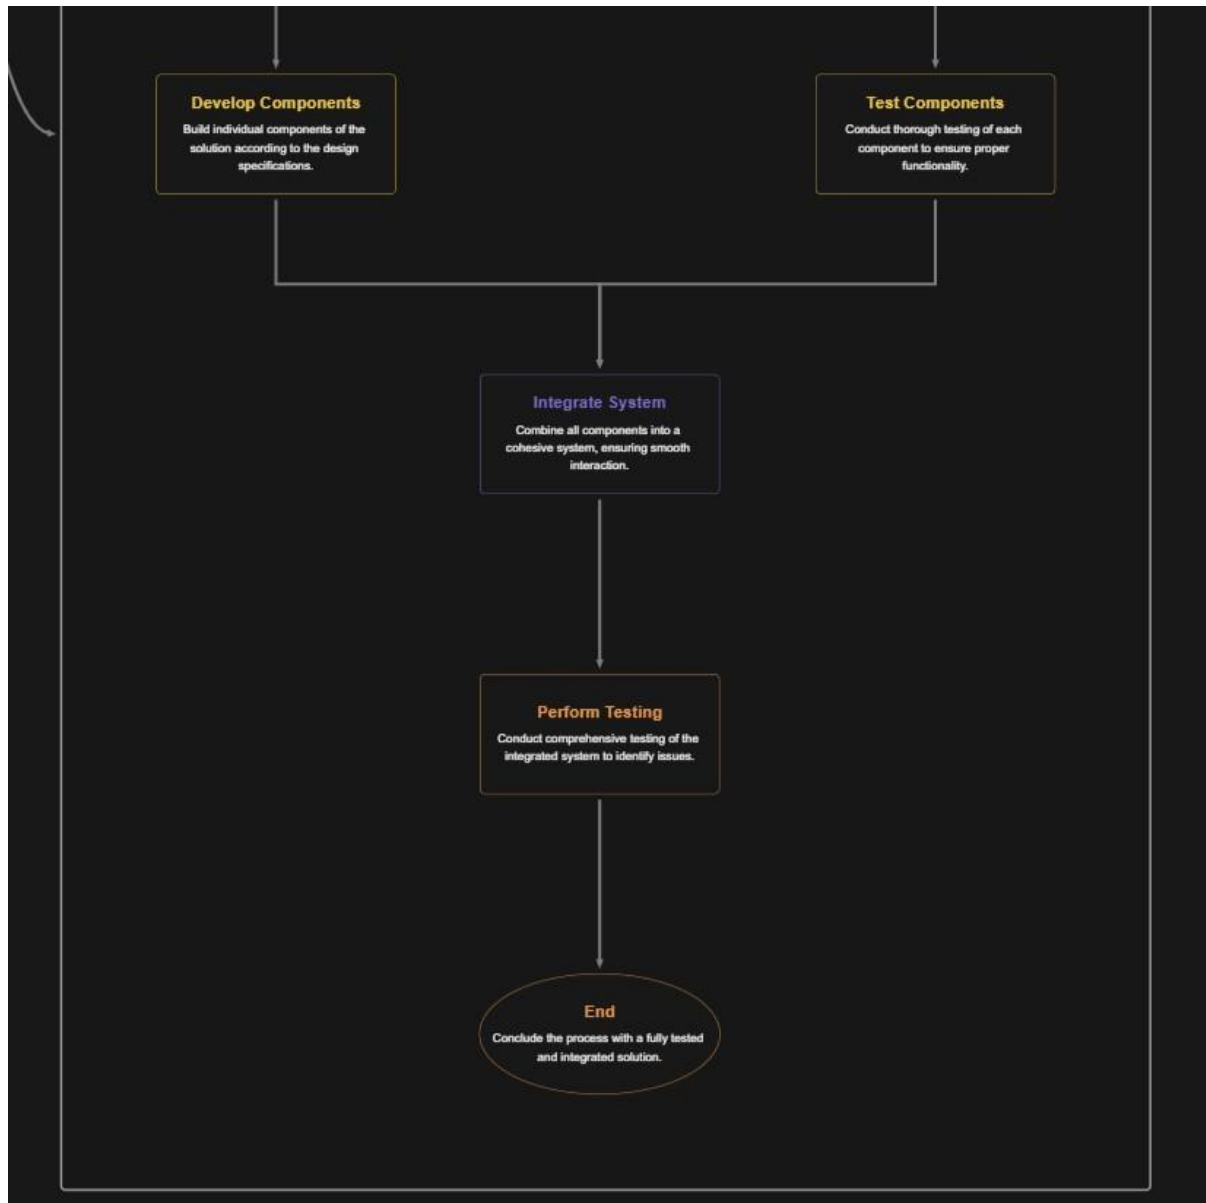 Develop Components
Build individual components of the
solution according to the design
specifications.
Test Components
Conduct thorough testing of each
component to ensure proper
functionality.
Integrate System
Combine all components into a
cohesive system, ensuring smooth
interaction.
Perform Testing
Conduct comprehensive testing of the
integrated system to identify issues.
End
Conclude the process with a fully tested
and integrated solution.